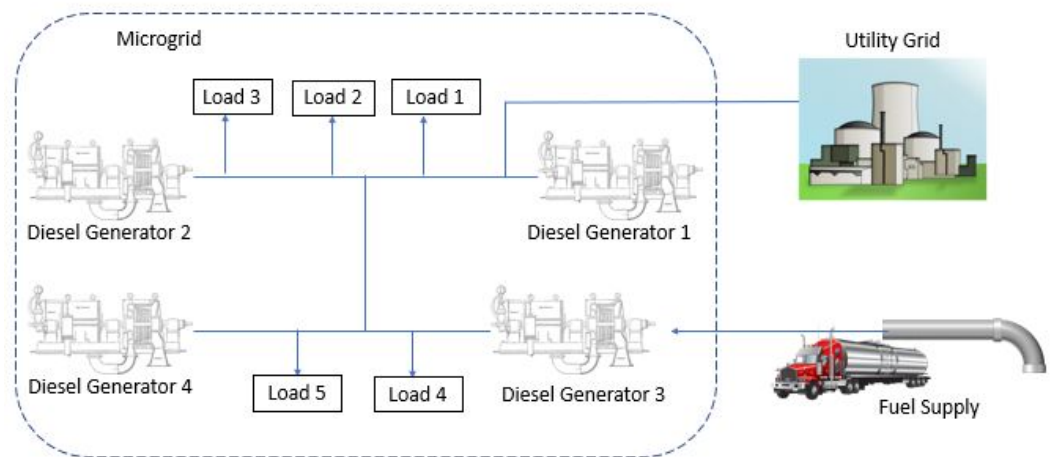 Microgrid
Utility Grid
Load 3
Load 2
Load 1
Diesel Generator 2
Diesel Generator 1
Diesel Generator 4
Load 5
Load 4
Diesel Generator 3
Fuel Supply